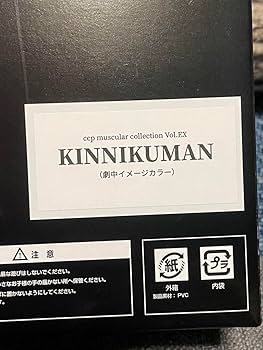 ccp muscular collection Vol.EX
KINNIKUMAN
(劇中イメージカラー)
注 意
紙
外箱
製品素材:PVC
プラ
内袋